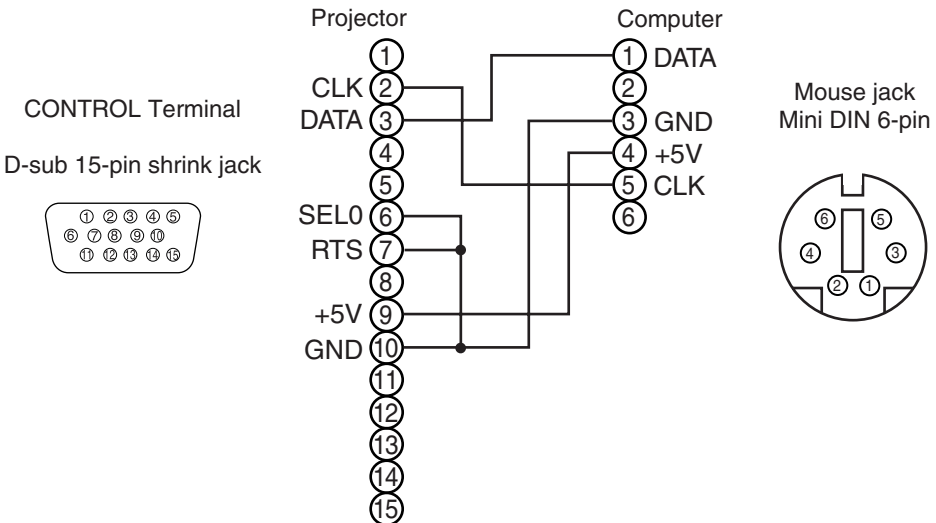 Projector
Computer
CONTROL Terminal
D-sub 15-pin shrink jack
① ② ③ ④ ⑤
⑥ ⑦ ⑧ ⑨ ⑩
⑪ ⑫ ⑬ ⑭ ⑮
①
CLK ②
DATA ③
④
⑤
SEL0 ⑥
RTS ⑦
⑧
+5V ⑨
GND ⑩
⑪
⑫
⑬
⑭
⑮
① DATA
②
③ GND
④ +5V
⑤ CLK
⑥
Mouse jack
Mini DIN 6-pin
⑥ ⑤
④ ③
② ①